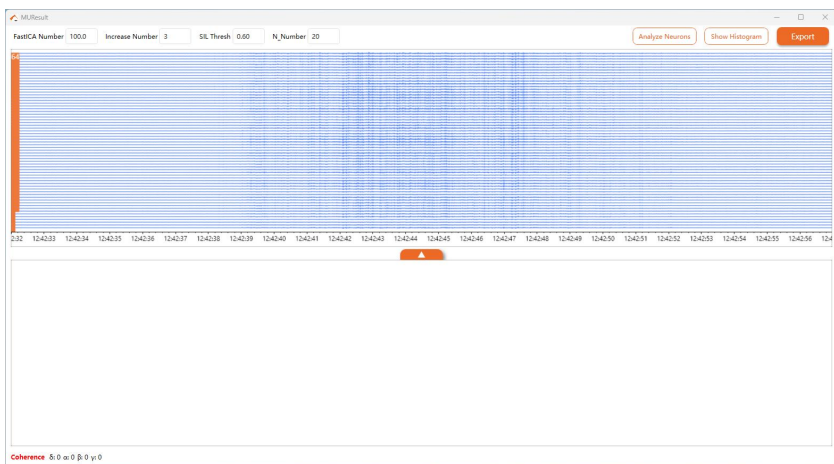 MUResult
FastICA Number 100.0 Increase Number 3 SIL Thresh 0.60 N_Number 20 Analyze Neurons Show Histogram Export
64
2:32 12:42:33 12:42:34 12:42:35 12:42:36 12:42:37 12:42:38 12:42:39 12:42:40 12:42:41 12:42:42 12:42:43 12:42:44 12:42:45 12:42:46 12:42:47 12:42:48 12:42:49 12:42:50 12:42:51 12:42:52 12:42:53 12:42:54 12:42:55 12:42:56 12:4
Coherence δ: 0 α: 0 β: 0 γ: 0